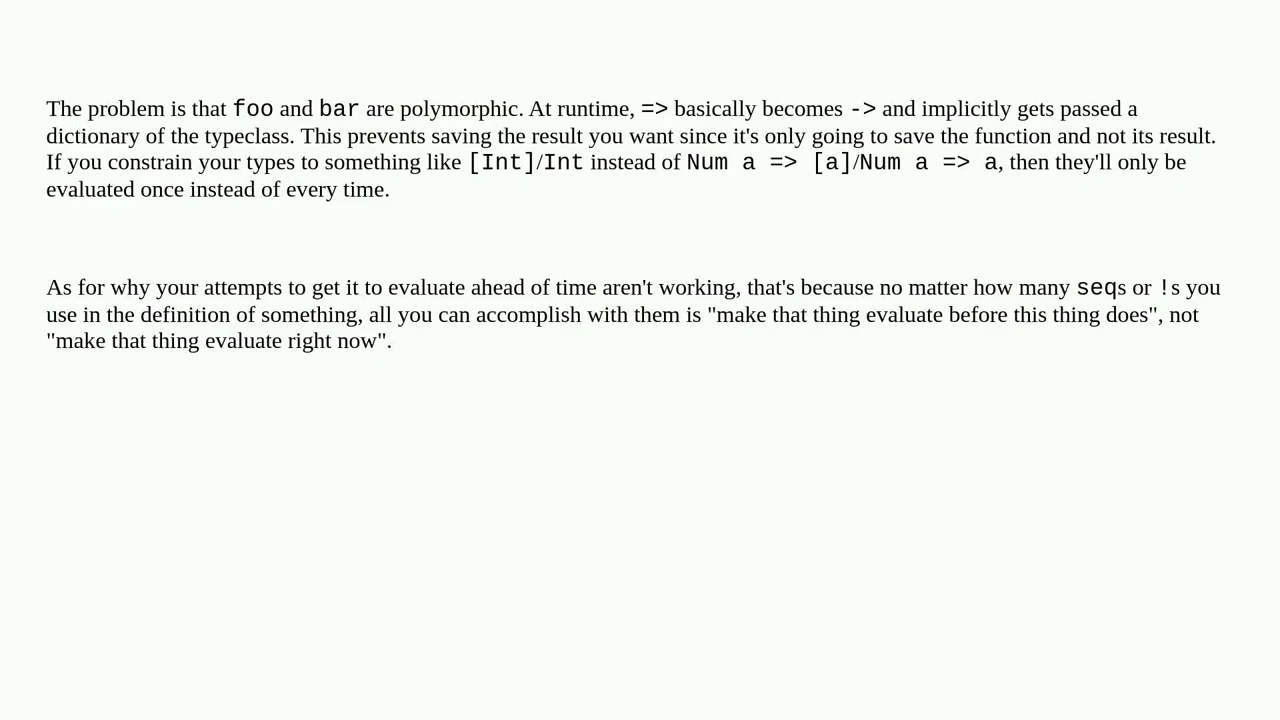 The problem is that foo and bar are polymorphic. At runtime, => basically becomes -> and implicitly gets passed a
dictionary of the typeclass. This prevents saving the result you want since it's only going to save the function and not its result.
If you constrain your types to something like [Int]/Int instead of Num a => [a]/Num a => a, then they'll only be
evaluated once instead of every time.
As for why your attempts to get it to evaluate ahead of time aren't working, that's because no matter how many seqs or !s you
use in the definition of something, all you can accomplish with them is "make that thing evaluate before this thing does", not
"make that thing evaluate right now".